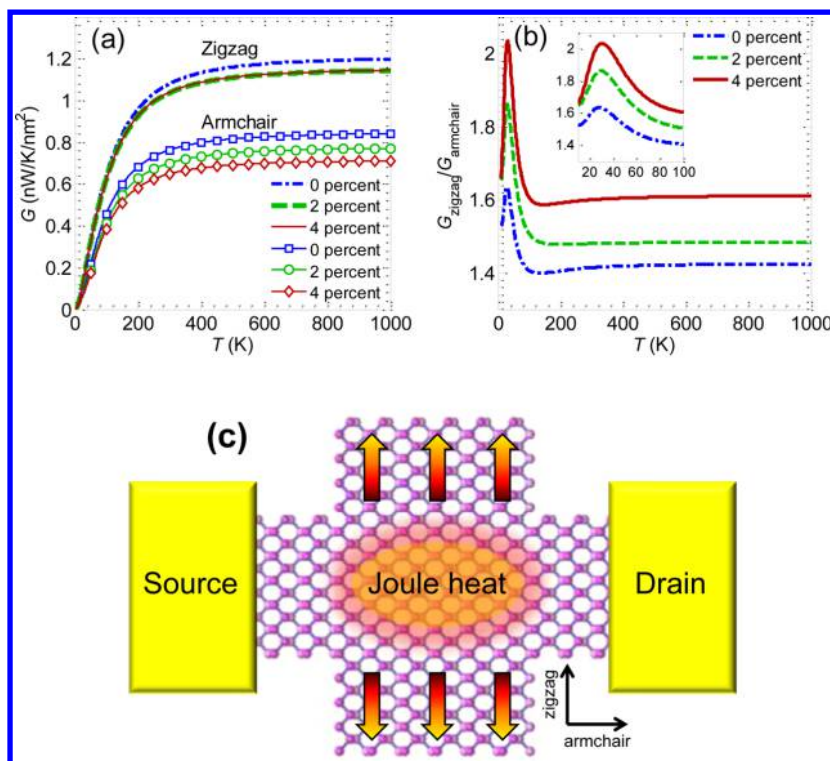 (a)
Zigzag
Armchair
0 percent
2 percent
4 percent
0 percent
2 percent
4 percent
G (nW/K/nm²)
1.2
1
0.8
0.6
0.4
0.2
0
0 200 400 600 800 1000
T (K)
(b)
0 percent
2 percent
4 percent
G_zigzag/G_armchair
2
1.8
1.6
1.4
2
1.8
1.6
1.4
20 40 60 80 100
200 400 600 800 1000
T (K)
(c)
Source
Joule heat
Drain
zigzag
armchair